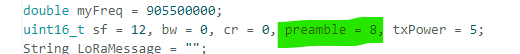 double myFreq = 905500000;
uint16_t sf = 12, bw = 0, cr = 0, preamble = 8, txPower = 5;
String LoRaMessage = "";